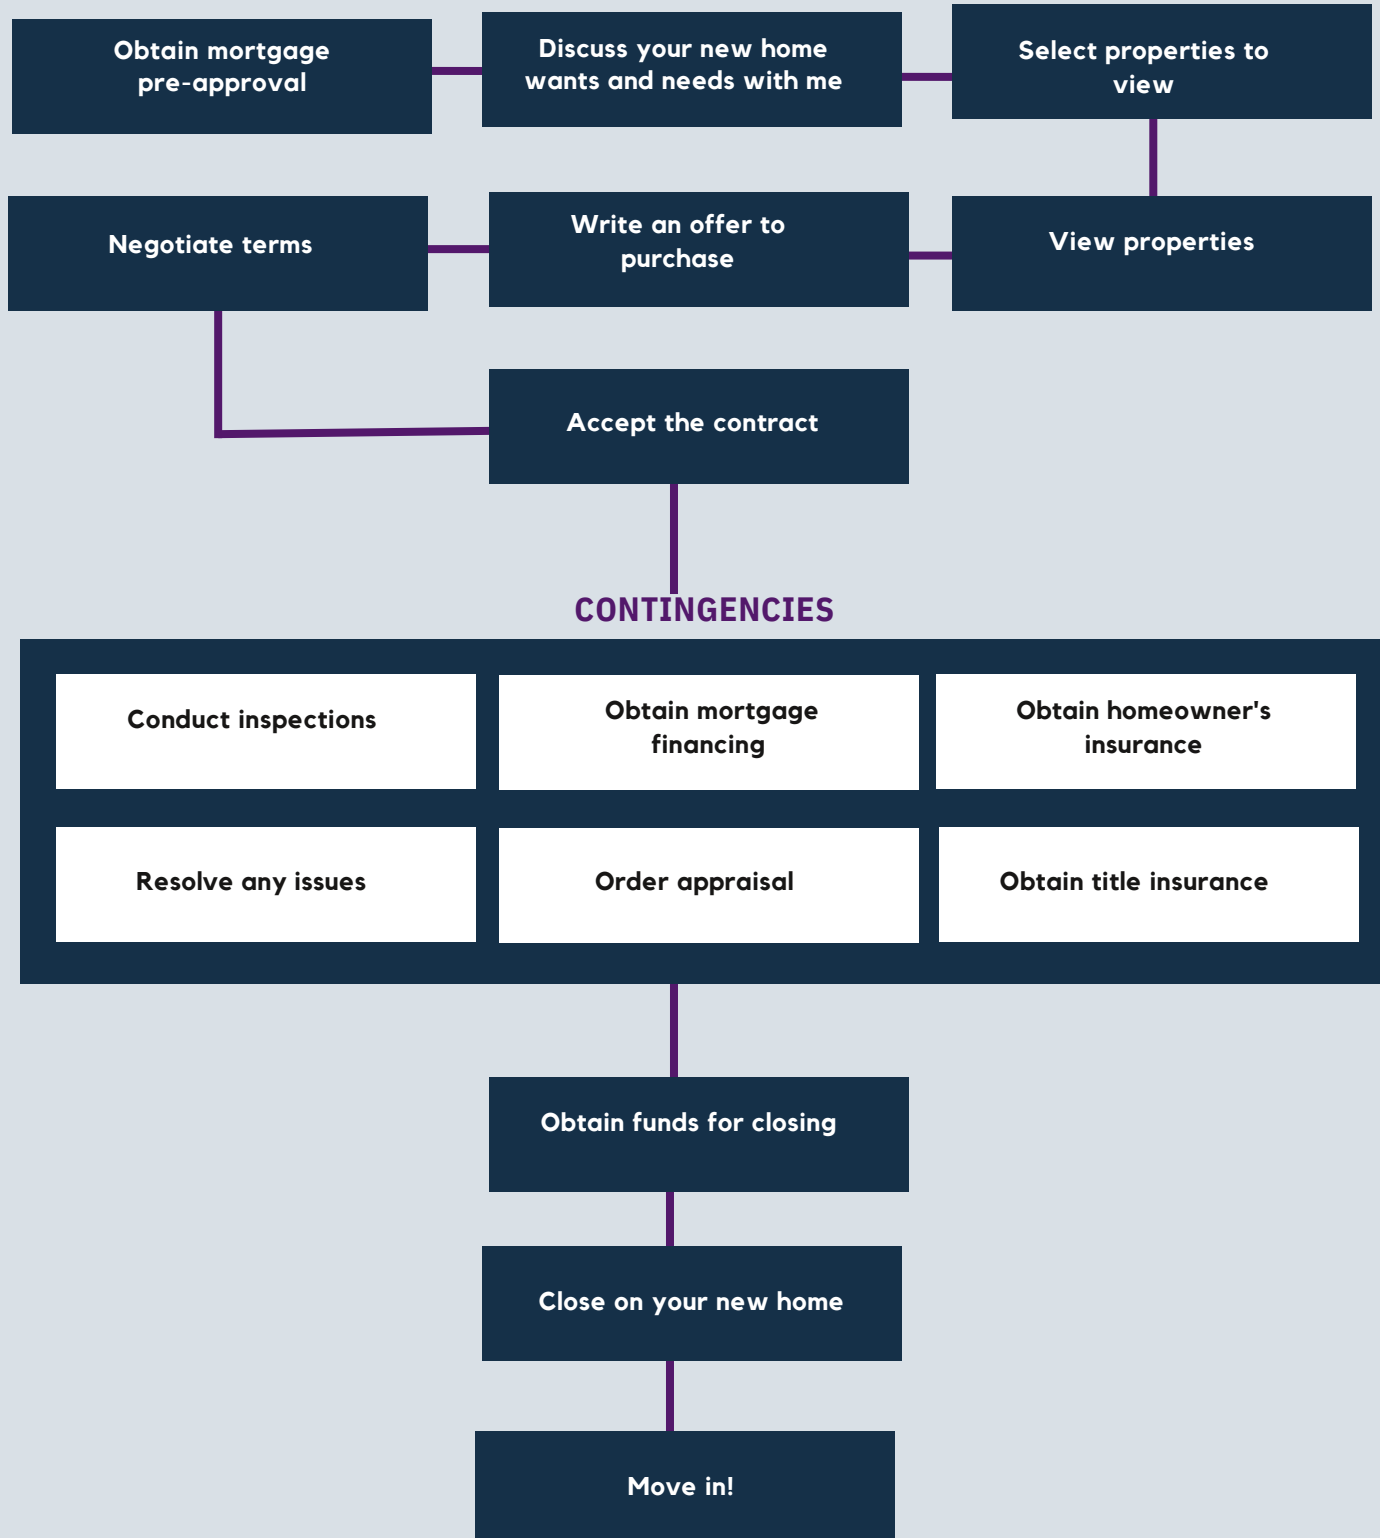 Obtain mortgage
pre-approval
Discuss your new home
wants and needs with me
Select properties to
view
View properties
Write an offer to
purchase
Negotiate terms
Accept the contract
CONTINGENCIES
Conduct inspections
Obtain mortgage
financing
Obtain homeowner's
insurance
Resolve any issues
Order appraisal
Obtain title insurance
Obtain funds for closing
Close on your new home
Move in!